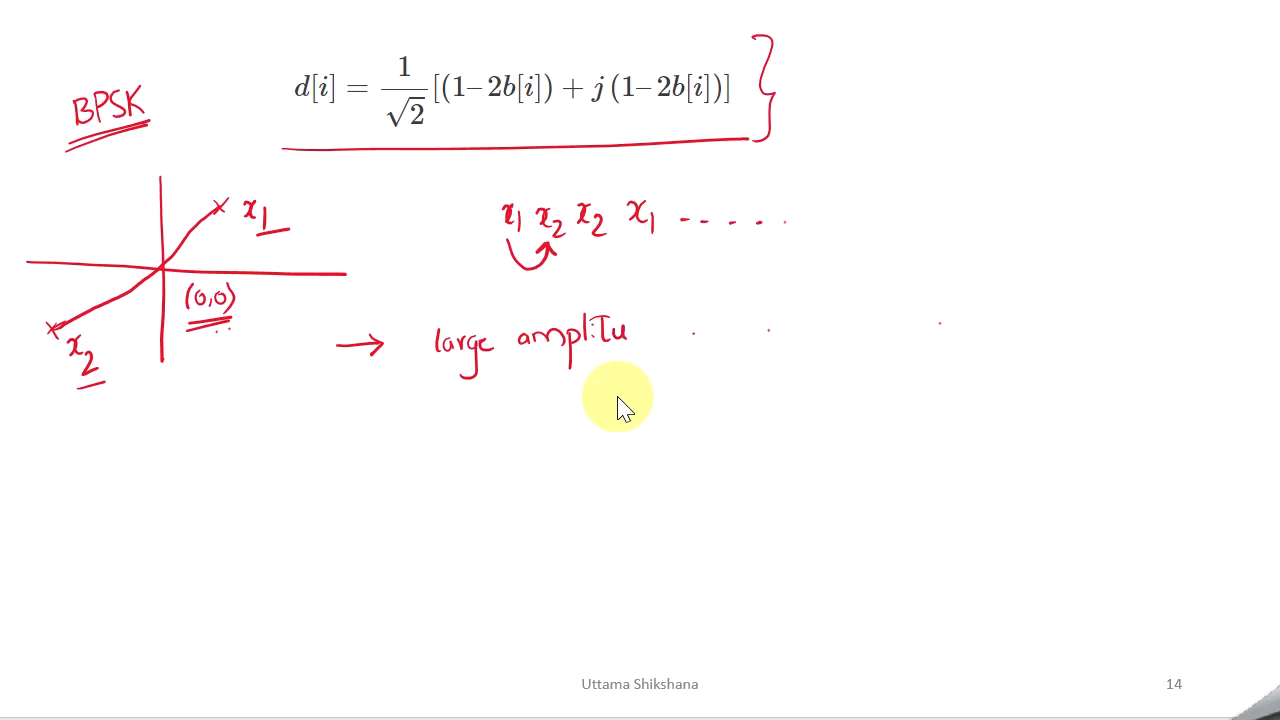 BPSK
d[i] = 1/√2 [(1–2b[i]) + j (1–2b[i])]
x₁
x₁ x₂ x₂ x₁ - - - . .
(0,0)
x₂
→ large amplitu
Uttama Shikshana
14